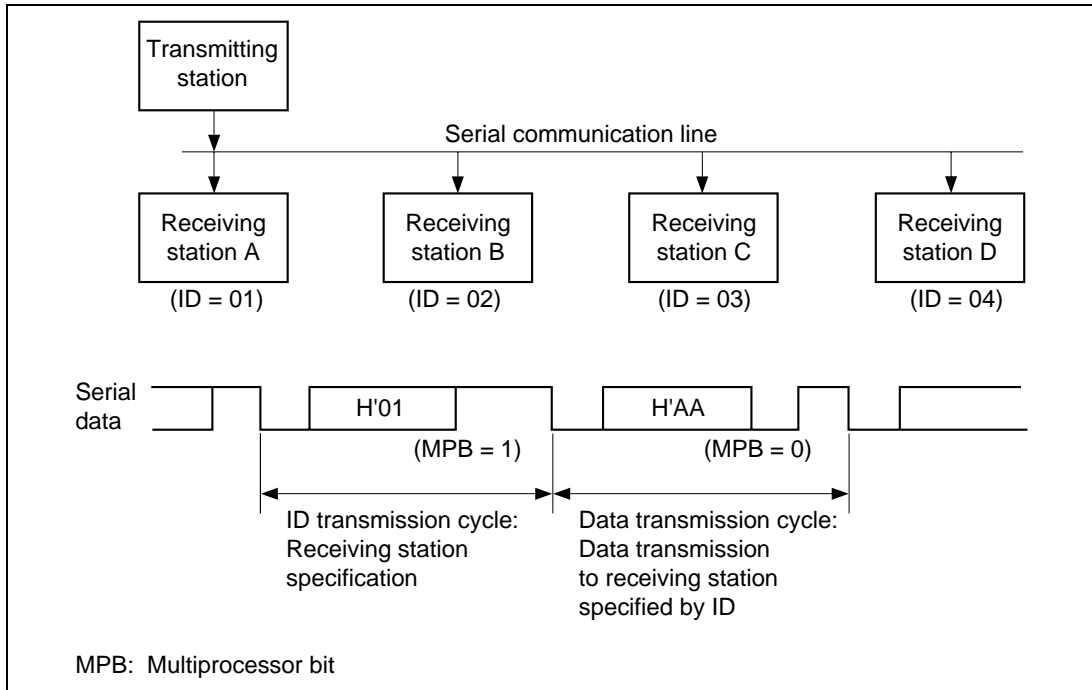 Transmitting
station
Serial communication line
Receiving
station A
(ID = 01)
Receiving
station B
(ID = 02)
Receiving
station C
(ID = 03)
Receiving
station D
(ID = 04)
Serial
data
H'01
H'AA
(MPB = 1)
(MPB = 0)
ID transmission cycle:
Receiving station
specification
Data transmission cycle:
Data transmission
to receiving station
specified by ID
MPB: Multiprocessor bit